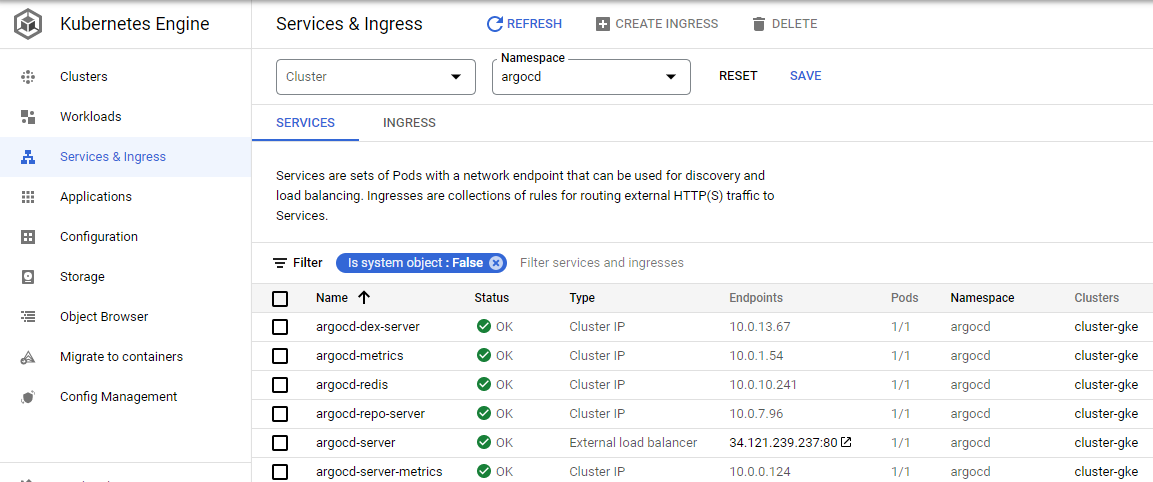 Kubernetes Engine
Services & Ingress
REFRESH
CREATE INGRESS
DELETE
Clusters
Workloads
Services & Ingress
Applications
Configuration
Storage
Object Browser
Migrate to containers
Config Management
Cluster
Namespace
argocd
RESET
SAVE
SERVICES
INGRESS
Services are sets of Pods with a network endpoint that can be used for discovery and
load balancing. Ingresses are collections of rules for routing external HTTP(S) traffic to
Services.
Filter Is system object : False Filter services and ingresses
Name Status Type Endpoints Pods Namespace Clusters
argocd-dex-server OK Cluster IP 10.0.13.67 1/1 argocd cluster-gke
argocd-metrics OK Cluster IP 10.0.1.54 1/1 argocd cluster-gke
argocd-redis OK Cluster IP 10.0.10.241 1/1 argocd cluster-gke
argocd-repo-server OK Cluster IP 10.0.7.96 1/1 argocd cluster-gke
argocd-server OK External load balancer 34.121.239.237:80 1/1 argocd cluster-gke
argocd-server-metrics OK Cluster IP 10.0.0.124 1/1 argocd cluster-gke